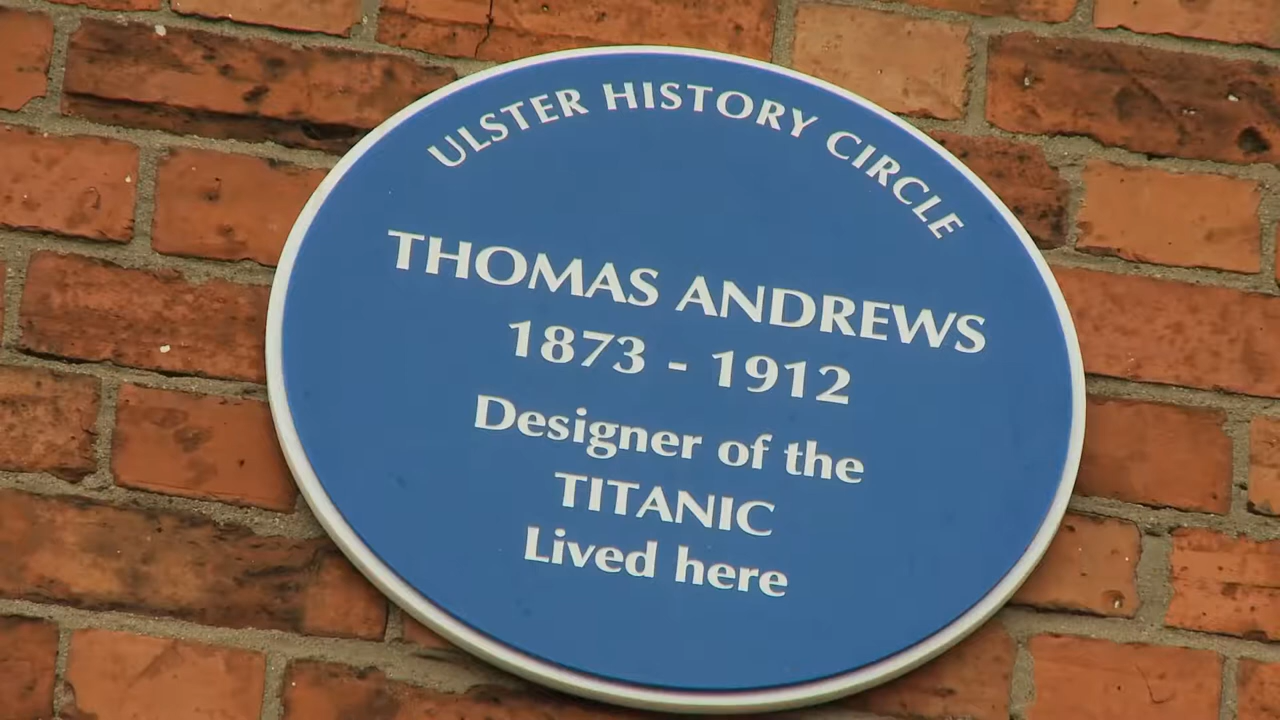 ULSTER HISTORY CIRCLE
THOMAS ANDREWS
1873 - 1912
Designer of the
TITANIC
Lived here